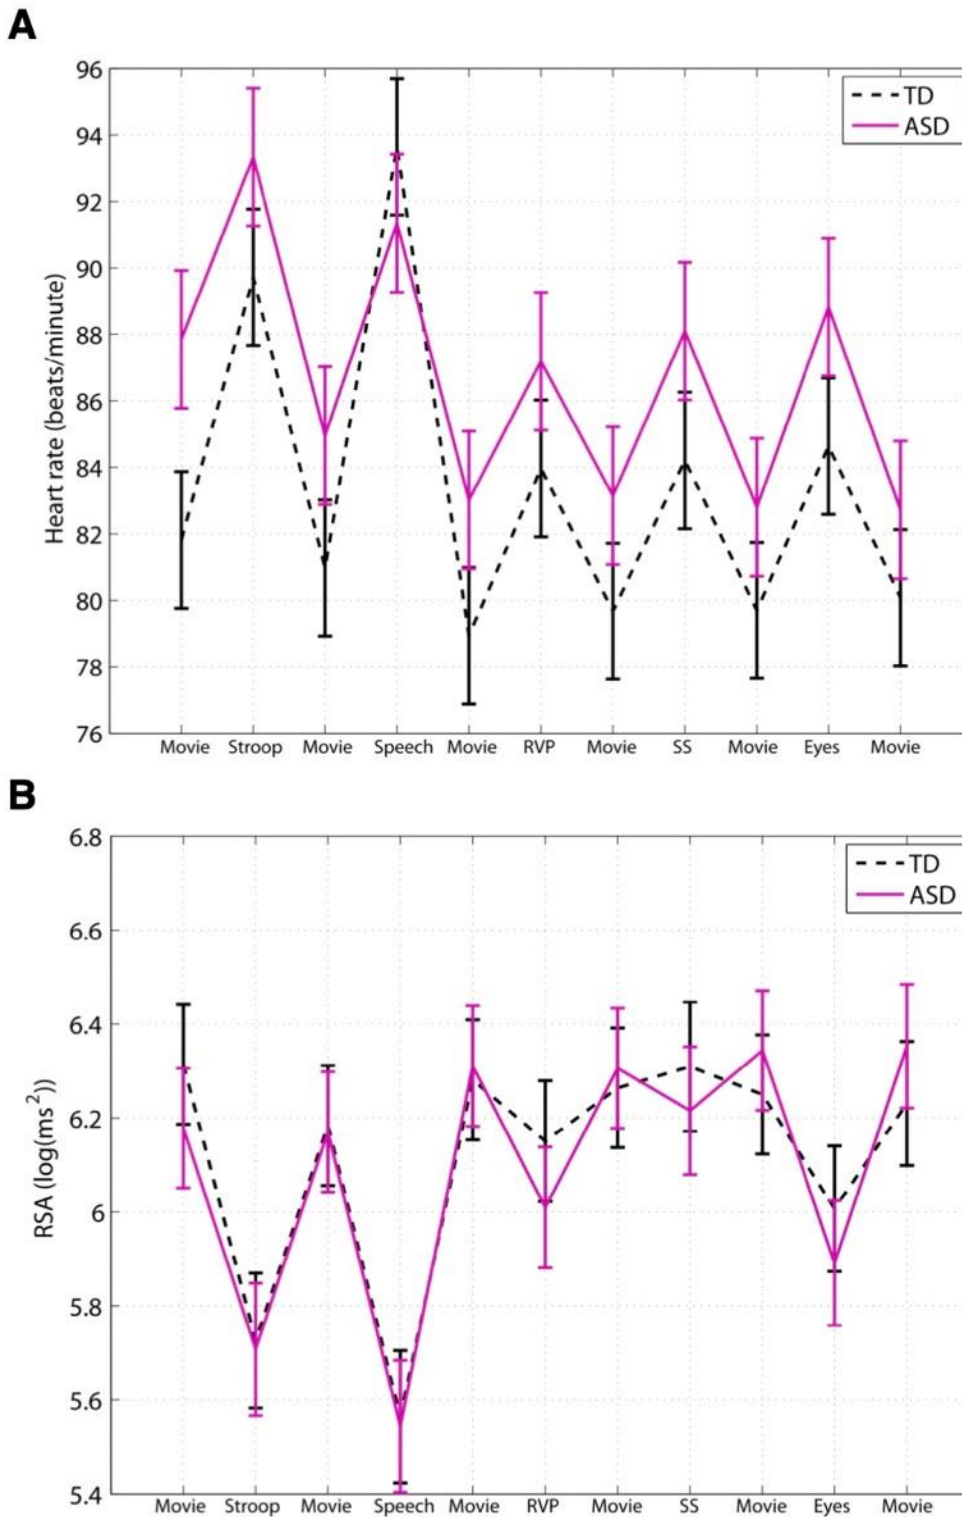 A
96
TD
ASD
94
92
90
88
86
84
82
80
78
76
Heart rate (beats/minute)
Movie Stroop Movie Speech Movie RVP Movie SS Movie Eyes Movie
B
6.8
TD
ASD
6.6
6.4
6.2
6
5.8
5.6
5.4
RSA (log(ms²))
Movie Stroop Movie Speech Movie RVP Movie SS Movie Eyes Movie